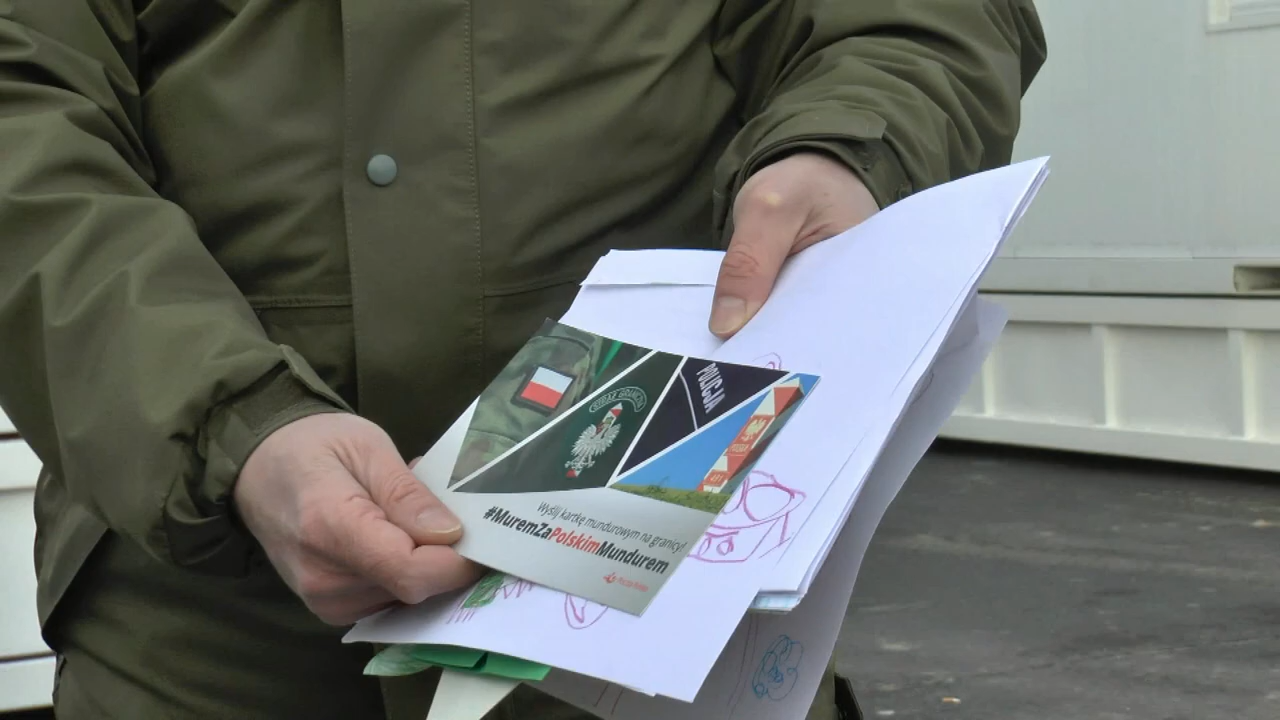 STRAŻ GRANICZNA
POLICJA
Wyślij kartkę mundurowym na granicy!
#MuremZaPolskimMundurem
Poczta Polska